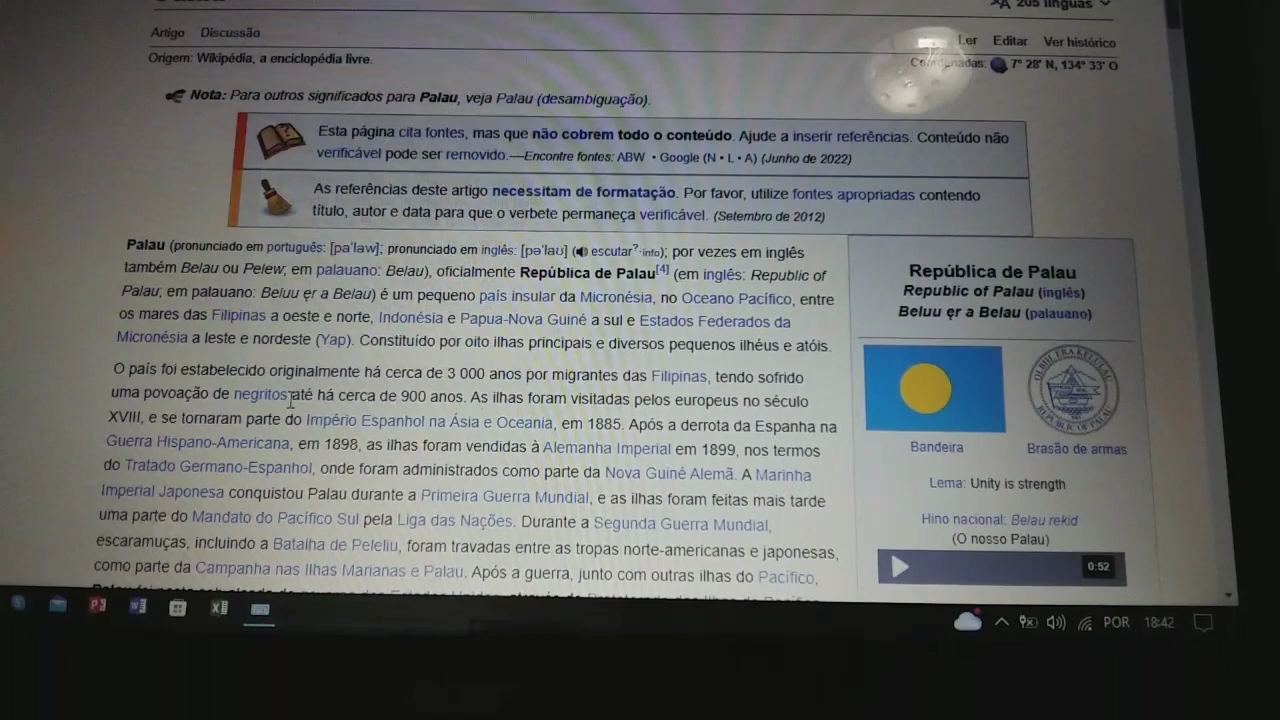 205 línguas
Artigo Discussão
Ler Editar Ver histórico
Origem: Wikipédia, a enciclopédia livre.
Coordenadas: 7° 28' N, 134° 33' O
Nota: Para outros significados para Palau, veja Palau (desambiguação).
Esta página cita fontes, mas que não cobrem todo o conteúdo. Ajude a inserir referências. Conteúdo não
verificável pode ser removido.—Encontre fontes: ABW • Google (N • L • A) (Junho de 2022)
As referências deste artigo necessitam de formatação. Por favor, utilize fontes apropriadas contendo
título, autor e data para que o verbete permaneça verificável. (Setembro de 2012)
Palau (pronunciado em português: [pa'law]; pronunciado em inglês: [pə'laʊ] (escutar?·info); por vezes em inglês
também Belau ou Pelew, em palauano: Belau), oficialmente República de Palau[4] (em inglês: Republic of
Palau; em palauano: Beluu ęr a Belau) é um pequeno país insular da Micronésia, no Oceano Pacífico, entre
os mares das Filipinas a oeste e norte, Indonésia e Papua-Nova Guiné a sul e Estados Federados da
Micronésia a leste e nordeste (Yap). Constituído por oito ilhas principais e diversos pequenos ilhéus e atóis.
O país foi estabelecido originalmente há cerca de 3 000 anos por migrantes das Filipinas, tendo sofrido
uma povoação de negritos até há cerca de 900 anos. As ilhas foram visitadas pelos europeus no século
XVIII, e se tornaram parte do Império Espanhol na Ásia e Oceania, em 1885. Após a derrota da Espanha na
Guerra Hispano-Americana, em 1898, as ilhas foram vendidas à Alemanha Imperial em 1899, nos termos
do Tratado Germano-Espanhol, onde foram administrados como parte da Nova Guiné Alemã. A Marinha
Imperial Japonesa conquistou Palau durante a Primeira Guerra Mundial, e as ilhas foram feitas mais tarde
uma parte do Mandato do Pacífico Sul pela Liga das Nações. Durante a Segunda Guerra Mundial,
escaramuças, incluindo a Batalha de Peleliu, foram travadas entre as tropas norte-americanas e japonesas,
como parte da Campanha nas Ilhas Marianas e Palau. Após a guerra, junto com outras ilhas do Pacífico,
República de Palau
Republic of Palau (inglês)
Beluu ęr a Belau (palauano)
Bandeira
Brasão de armas
Lema: Unity is strength
Hino nacional: Belau rekid
(O nosso Palau)
0:52
POR 18:42